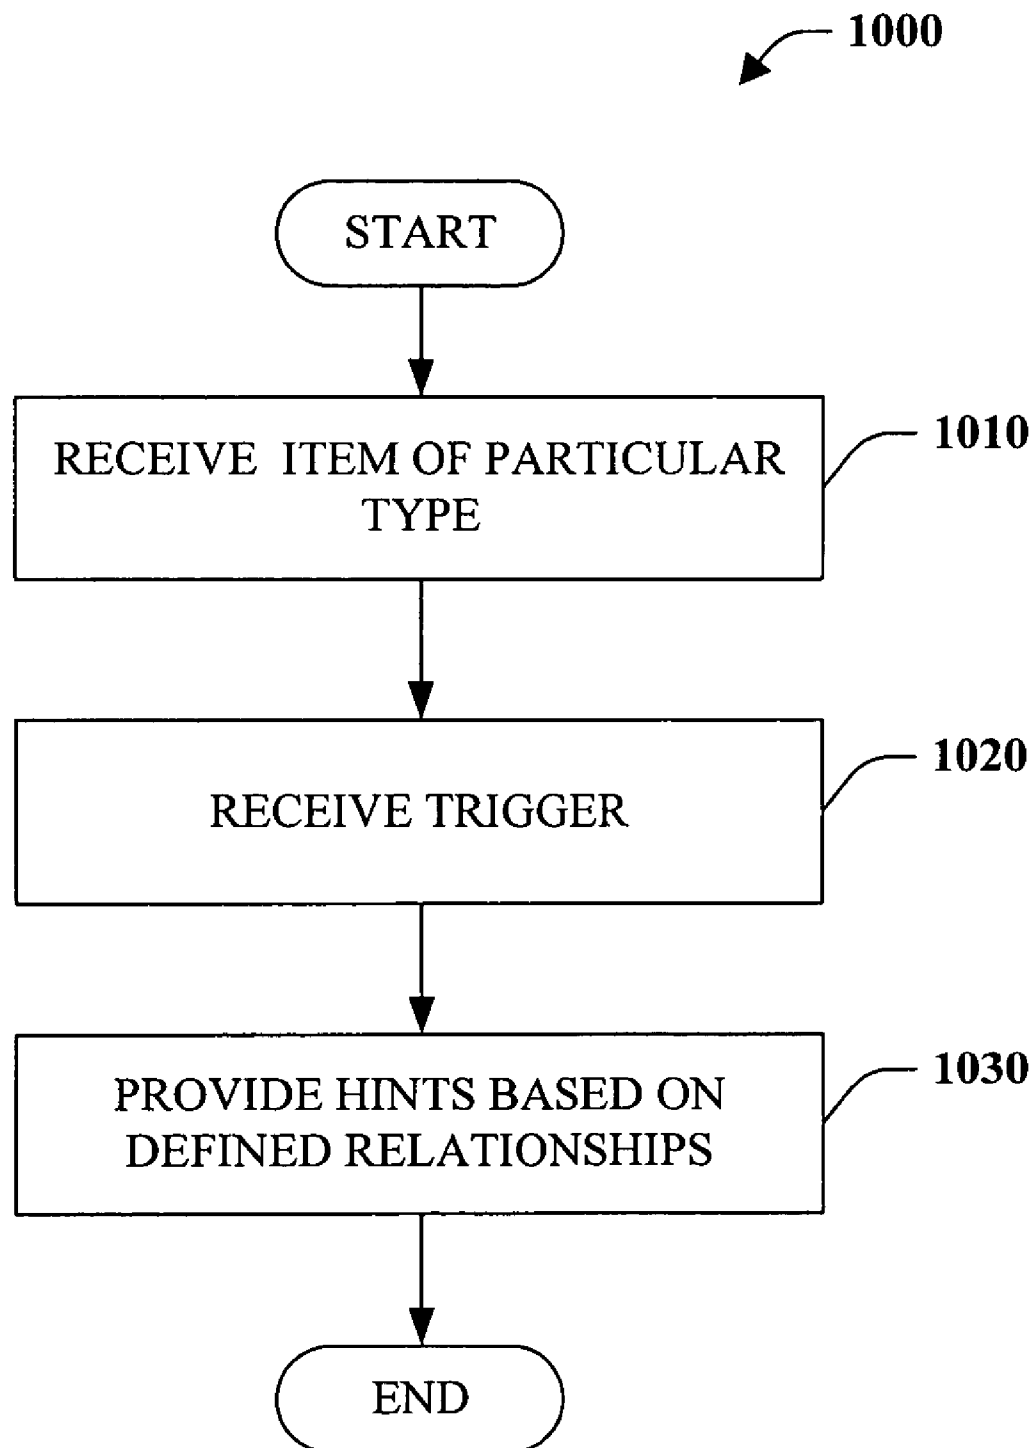 1000
START
RECEIVE ITEM OF PARTICULAR
TYPE
1010
RECEIVE TRIGGER
1020
PROVIDE HINTS BASED ON
DEFINED RELATIONSHIPS
1030
END